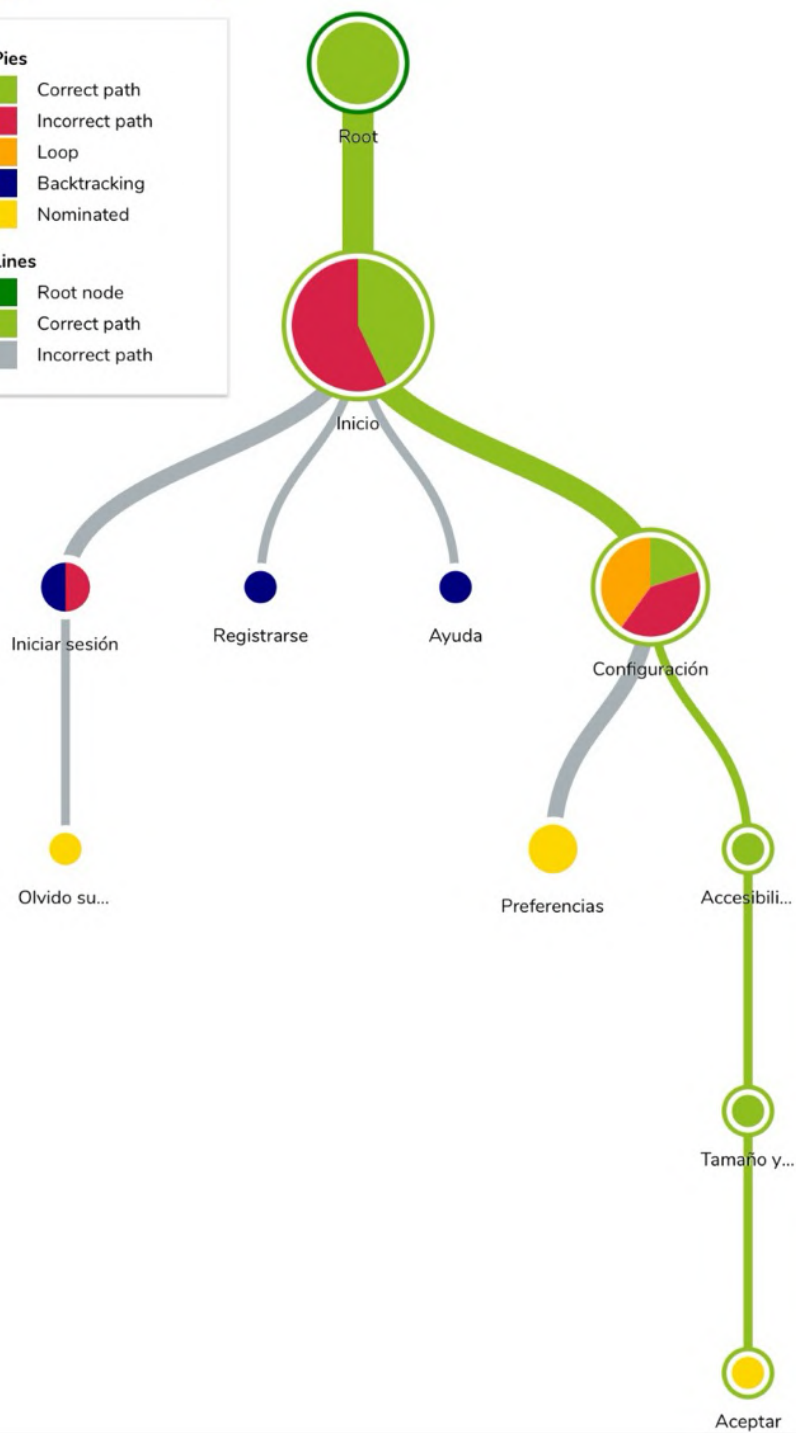 Pies
Correct path
Incorrect path
Loop
Backtracking
Nominated
Lines
Root node
Correct path
Incorrect path
Root
Inicio
Iniciar sesión
Registrarse
Ayuda
Configuración
Olvido su...
Preferencias
Accesibili...
Tamaño y...
Aceptar